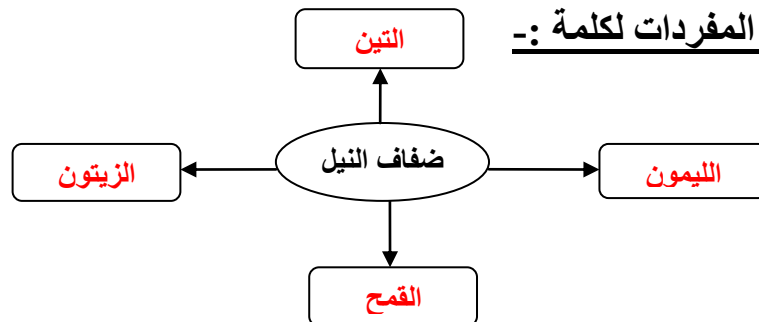 المفردات لكلمة :-
التين
ضفاف النيل
الليمون
الزيتون
القمح